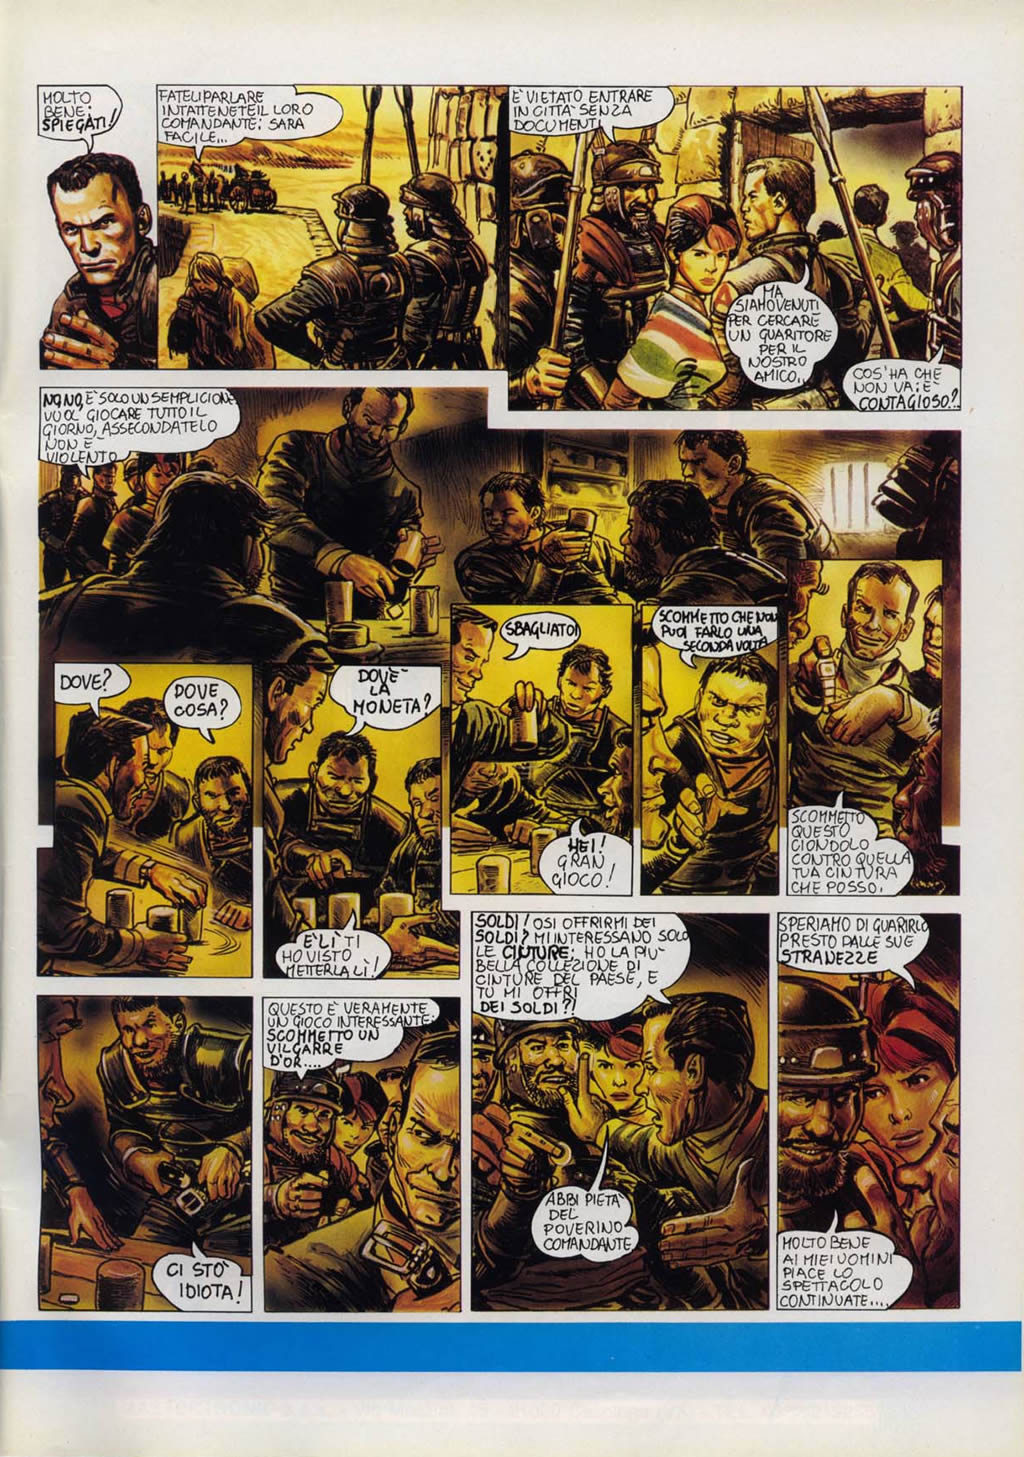 MOLTO
BENE;
SPIEGATI!
FATELI PARLARE
INTATTENETE IL LORO
COMANDANTE; SARA
FACILE...
È VIETATO ENTRARE
IN CITTÀ SENZA
DOCUMENTI.
MA
SIAMO VENUTI
PER CERCARE
UN GUARITORE
PER IL
NOSTRO
AMICO...
COS'HA CHE
NON VA; È
CONTAGIOSO?
NO, NO, È SOLO UN SEMPLICIONE
VUOL GIOCARE TUTTO IL
GIORNO, ASSECONDATELO
NON È
VIOLENTO
DOVE?
DOVE
COSA?
DOV'È
LA
MONETA?
È LÌ TI
HO VISTO
METTERLA LÌ!
SBAGLIATO!
HEI!
GRAN
GIOCO!
SCOMMETTO CHE NON
PUOI FARLO UNA
SECONDA VOLTA
SCOMMETTO
QUESTO
CIONDOLO
CONTRO QUELLA
TUA CINTURA
CHE POSSO.
CI STO
IDIOTA!
QUESTO È VERAMENTE
UN GIOCO INTERESSANTE;
SCOMMETTO UN
VILGARRE
D'OR....
SOLDI! OSI OFFRIRMI DEI
SOLDI? MI INTERESSANO SOLO
LE CINTURE; HO LA PIÙ
BELLA COLLEZIONE DI
CINTURE DEL PAESE, E
TU MI OFFRI
DEI SOLDI?!
ABBI PIETA'
DEL
POVERINO
COMANDANTE.
SPERIAMO DI GUARIRLO
PRESTO DALLE SUE
STRANEZZE
MOLTO BENE
AI MIEI UOMINI
PIACE LO
SPETTACOLO
CONTINUATE....